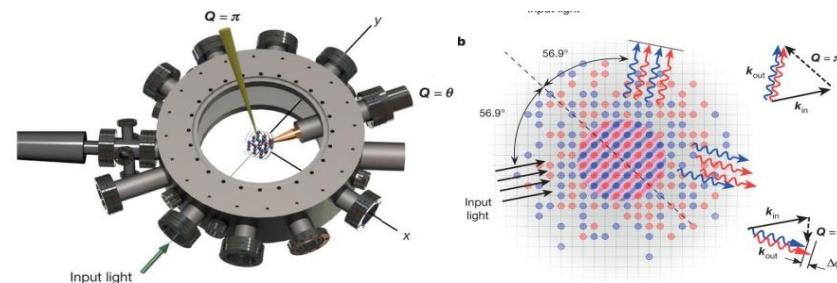 Q = π
y
Q = θ
x
Input light
b
56.9°
56.9°
Input
light
k_out
k_in
Q = π
k_in
Q =
k_out